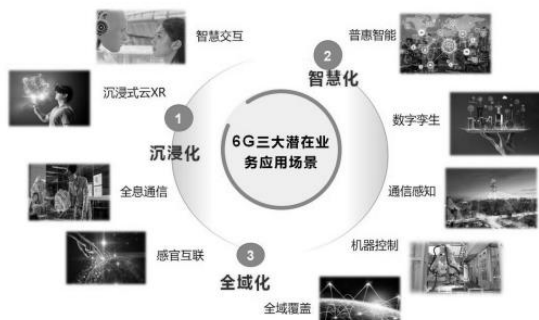 智慧交互
2
普惠智能
智慧化
沉浸式云XR
1
沉浸化
6G三大潜在业
务应用场景
数字孪生
全息通信
通信感知
感官互联
3
全域化
机器控制
全域覆盖